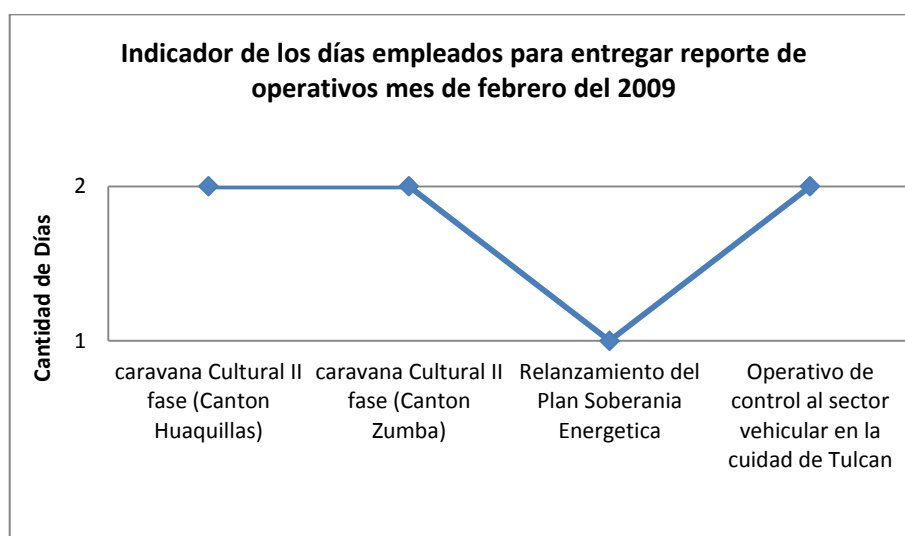 Indicador de los días empleados para entregar reporte de
operativos mes de febrero del 2009
Cantidad de Días
2
1
caravana Cultural II
fase (Canton
Huaquillas)
caravana Cultural II
fase (Canton
Zumba)
Relanzamiento del
Plan Soberania
Energetica
Operativo de
control al sector
vehicular en la
cuidad de Tulcan